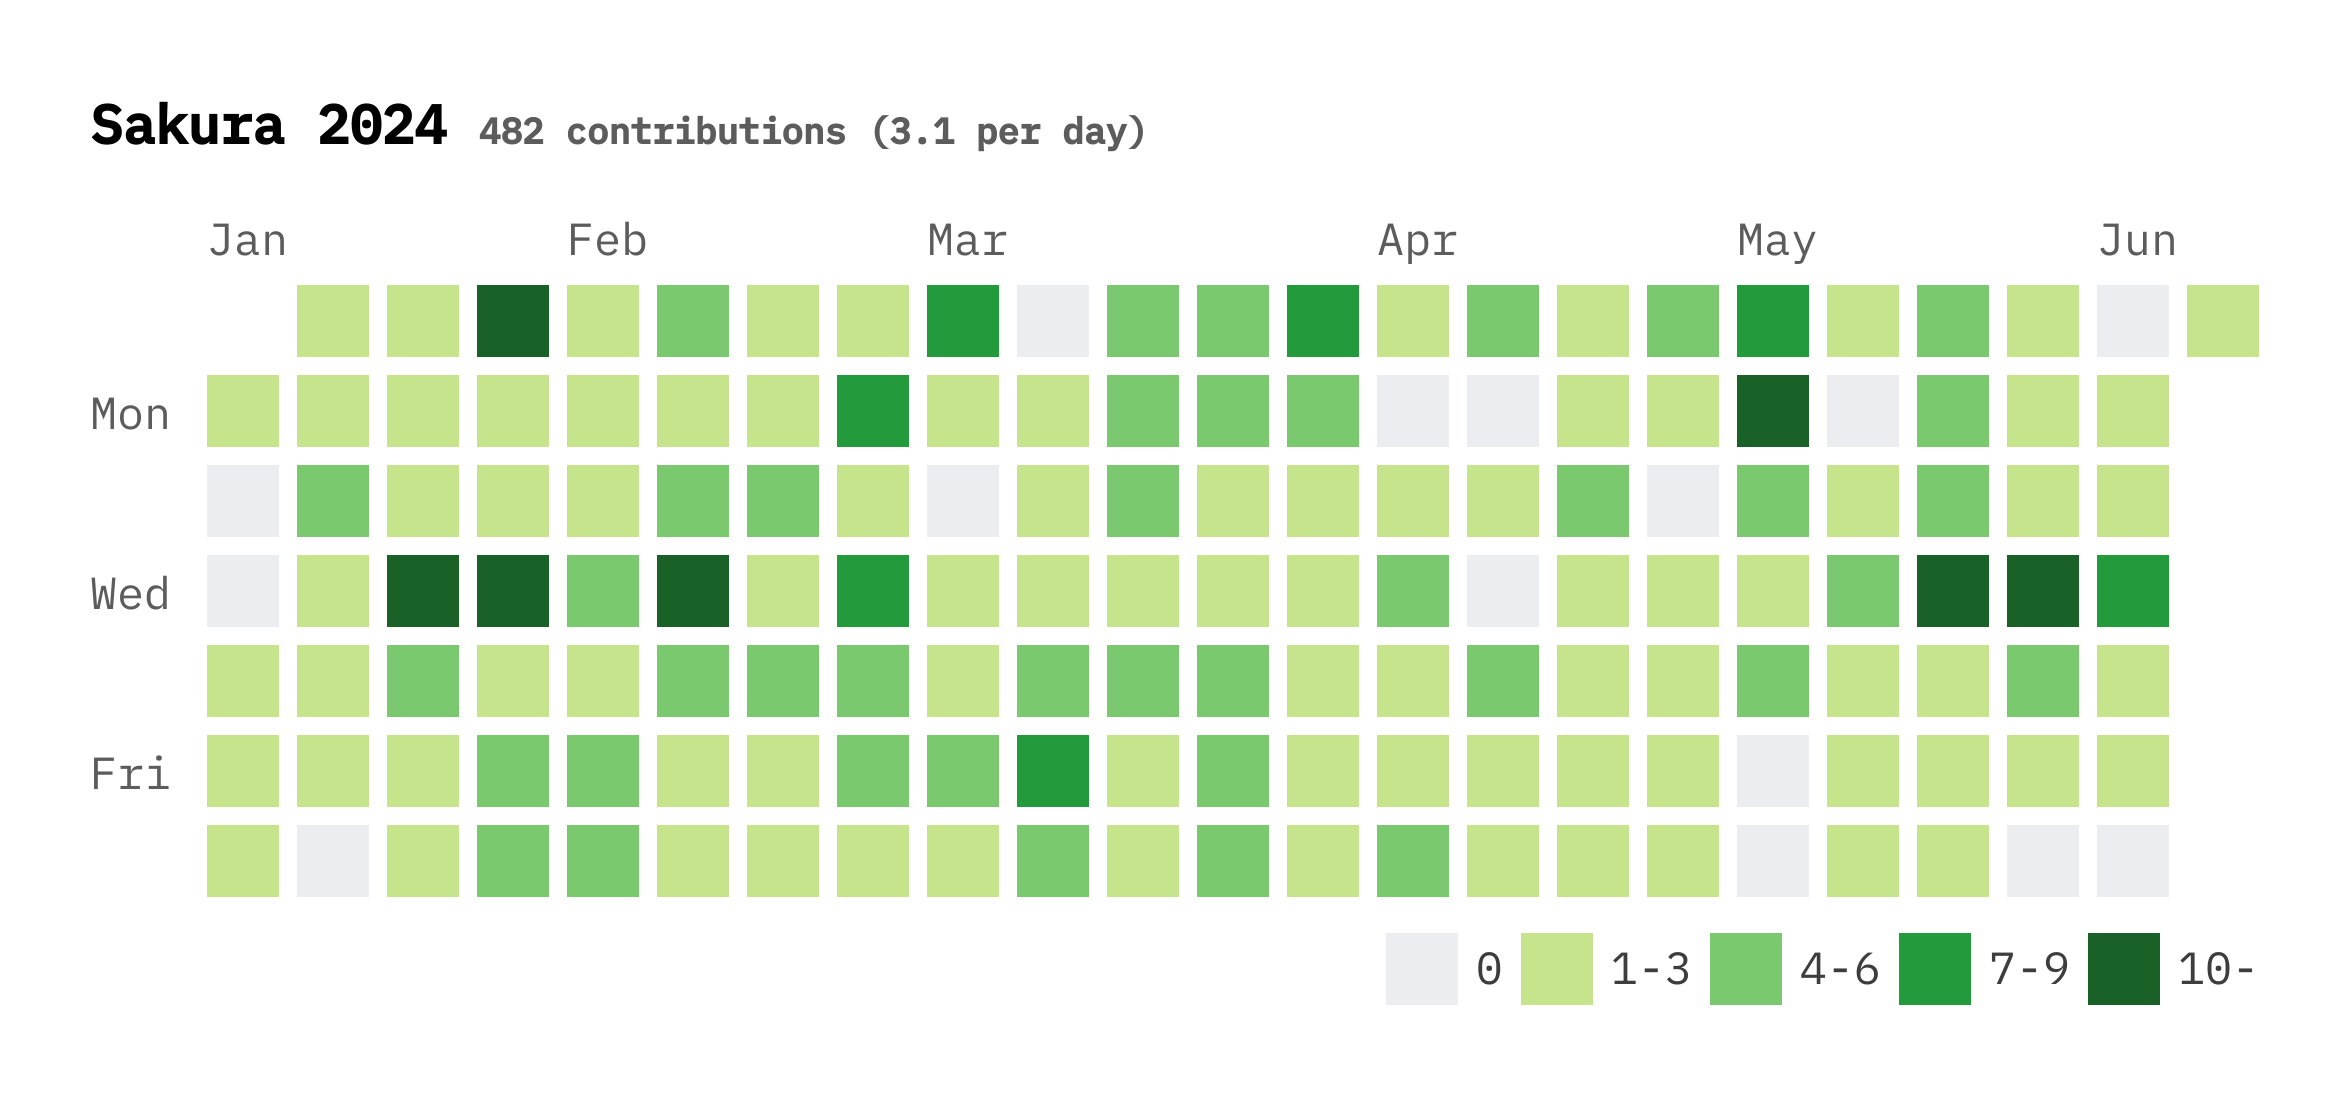 Sakura 2024 482 contributions (3.1 per day)
Jan Feb Mar Apr May Jun
Mon
Wed
Fri
0 1-3 4-6 7-9 10-